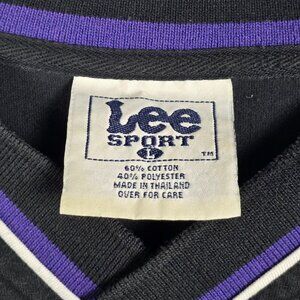 Lee
SPORT
TM
60% COTTON
40% POLYESTER
MADE IN THAILAND
OVER FOR CARE